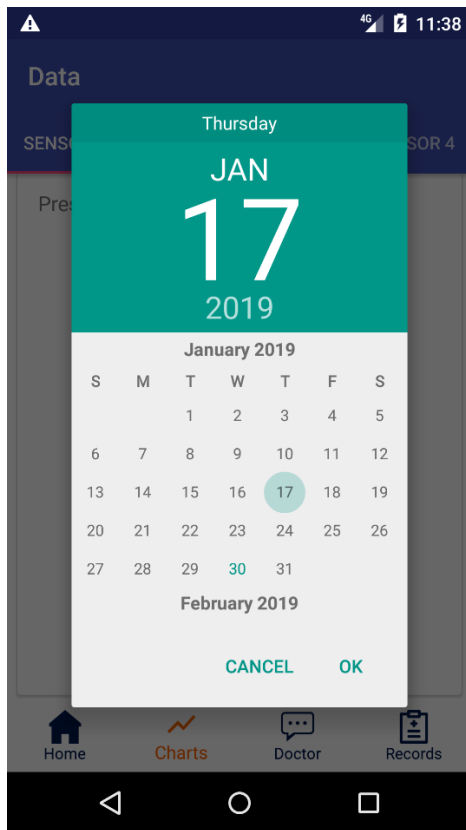 4G 11:38
Data
SENSO SOR 4
Thursday
JAN
Pres
17
2019
January 2019
S M T W T F S
1 2 3 4 5
6 7 8 9 10 11 12
13 14 15 16 17 18 19
20 21 22 23 24 25 26
27 28 29 30 31
February 2019
CANCEL OK
Home Charts Doctor Records